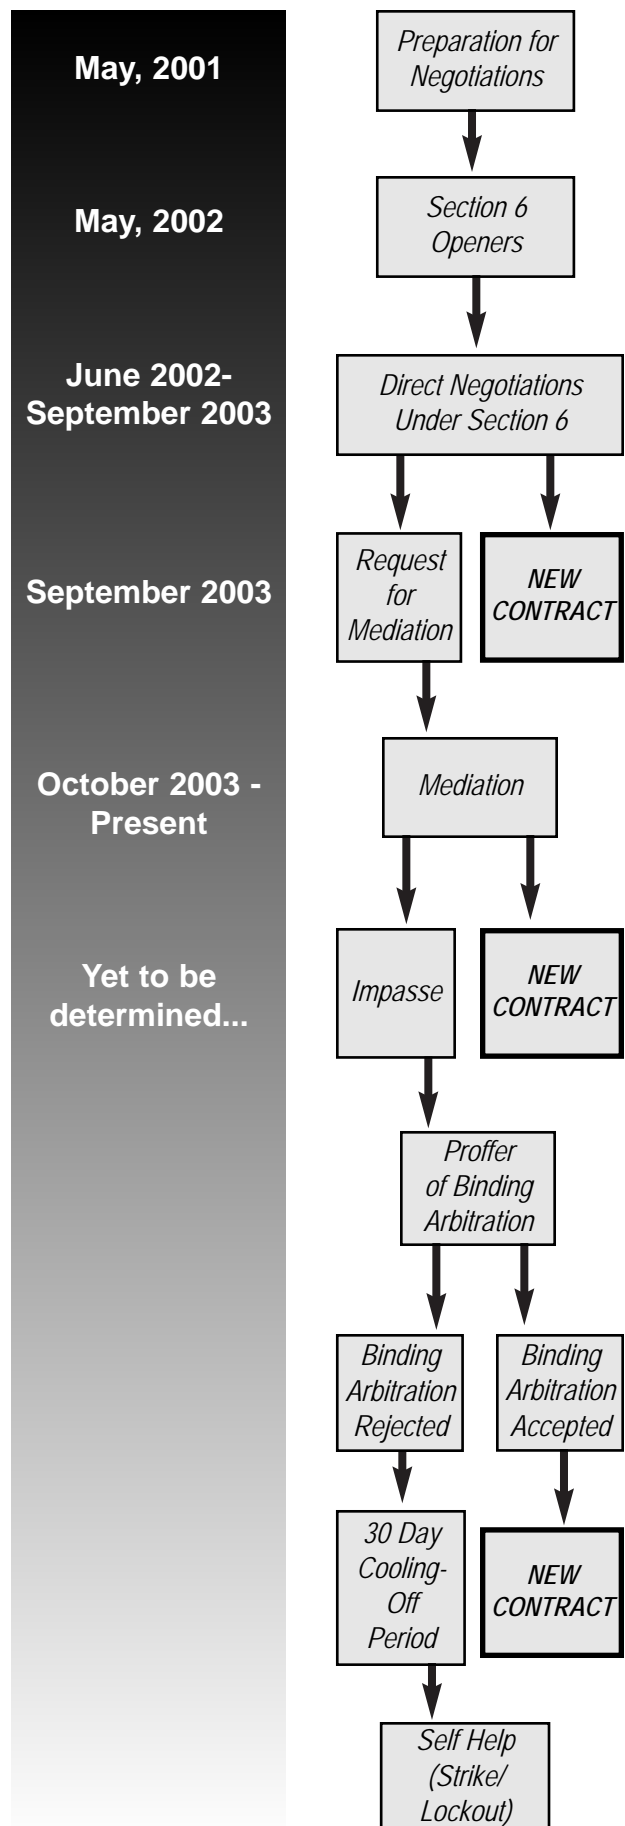 May, 2001
Preparation for
Negotiations
May, 2002
Section 6
Openers
June 2002-
September 2003
Direct Negotiations
Under Section 6
September 2003
Request
for
Mediation
NEW
CONTRACT
October 2003 -
Present
Mediation
Yet to be
determined...
Impasse
NEW
CONTRACT
Proffer
of Binding
Arbitration
Binding
Arbitration
Rejected
Binding
Arbitration
Accepted
30 Day
Cooling-
Off
Period
NEW
CONTRACT
Self Help
(Strike/
Lockout)